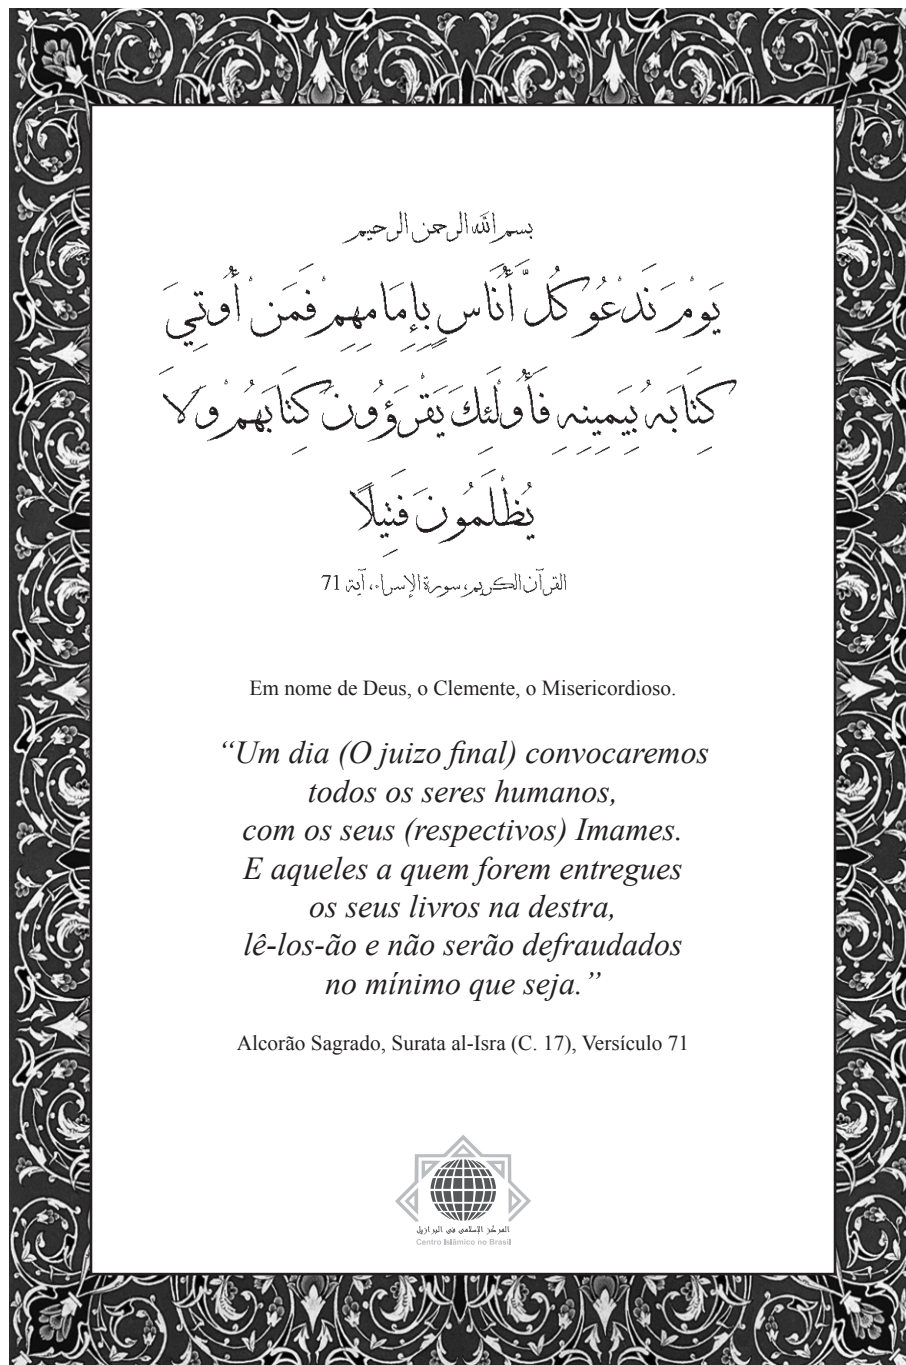 بسم الله الرحمن الرحيم
يَوْمَ نَدْعُو كُلَّ أُنَاسٍ بِإِمَامِهِمْ فَمَنْ أُوتِيَ
كِتَابَهُ بِيَمِينِهِ فَأُولَئِكَ يَقْرَؤُونَ كِتَابَهُمْ وَلَا
يُظْلَمُونَ فَتِيلًا
القرآن الكريم، سورة الإسراء، آية 71
Em nome de Deus, o Clemente, o Misericordioso.
“Um dia (O juizo final) convocaremos
todos os seres humanos,
com os seus (respectivos) Imames.
E aqueles a quem forem entregues
os seus livros na destra,
lê-los-ão e não serão defraudados
no mínimo que seja.”
Alcorão Sagrado, Surata al-Isra (C. 17), Versículo 71
المركز الإسلامي في البرازيل
Centro Islâmico no Brasil